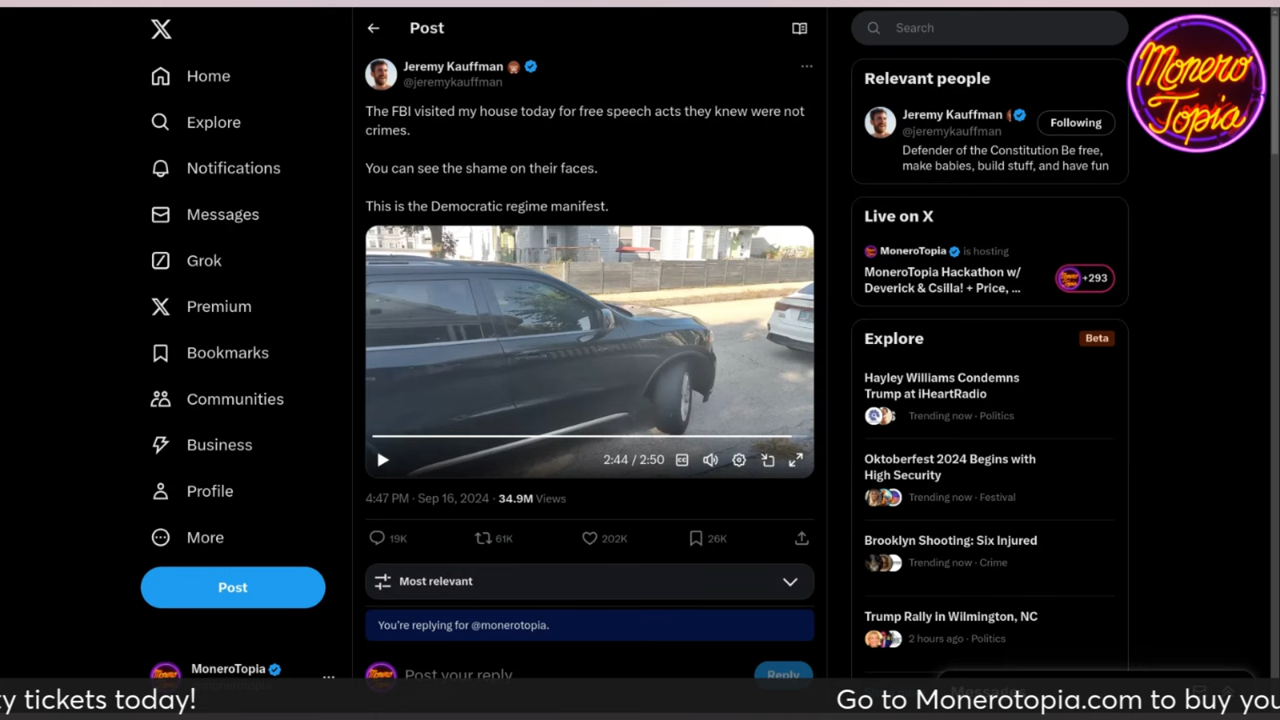 Home
Explore
Notifications
Messages
Grok
Premium
Bookmarks
Communities
Business
Profile
More
Post
MoneroTopia
Post
Jeremy Kauffman
@jeremykauffman
The FBI visited my house today for free speech acts they knew were not
crimes.
You can see the shame on their faces.
This is the Democratic regime manifest.
2:44 / 2:50
CC
4:47 PM · Sep 16, 2024 · 34.9M Views
19K
61K
202K
26K
Most relevant
You're replying for @monerotopia.
Post your reply
Reply
Search
Monero
Topia
Relevant people
Jeremy Kauffman
@jeremykauffman
Following
Defender of the Constitution Be free,
make babies, build stuff, and have fun
Live on X
MoneroTopia is hosting
MoneroTopia Hackathon w/
Deverick & Csilla! + Price, ...
+293
Explore
Beta
Hayley Williams Condemns
Trump at iHeartRadio
Trending now · Politics
Oktoberfest 2024 Begins with
High Security
Trending now · Festival
Brooklyn Shooting: Six Injured
Trending now · Crime
Trump Rally in Wilmington, NC
2 hours ago · Politics
ty tickets today!
Go to Monerotopia.com to buy you